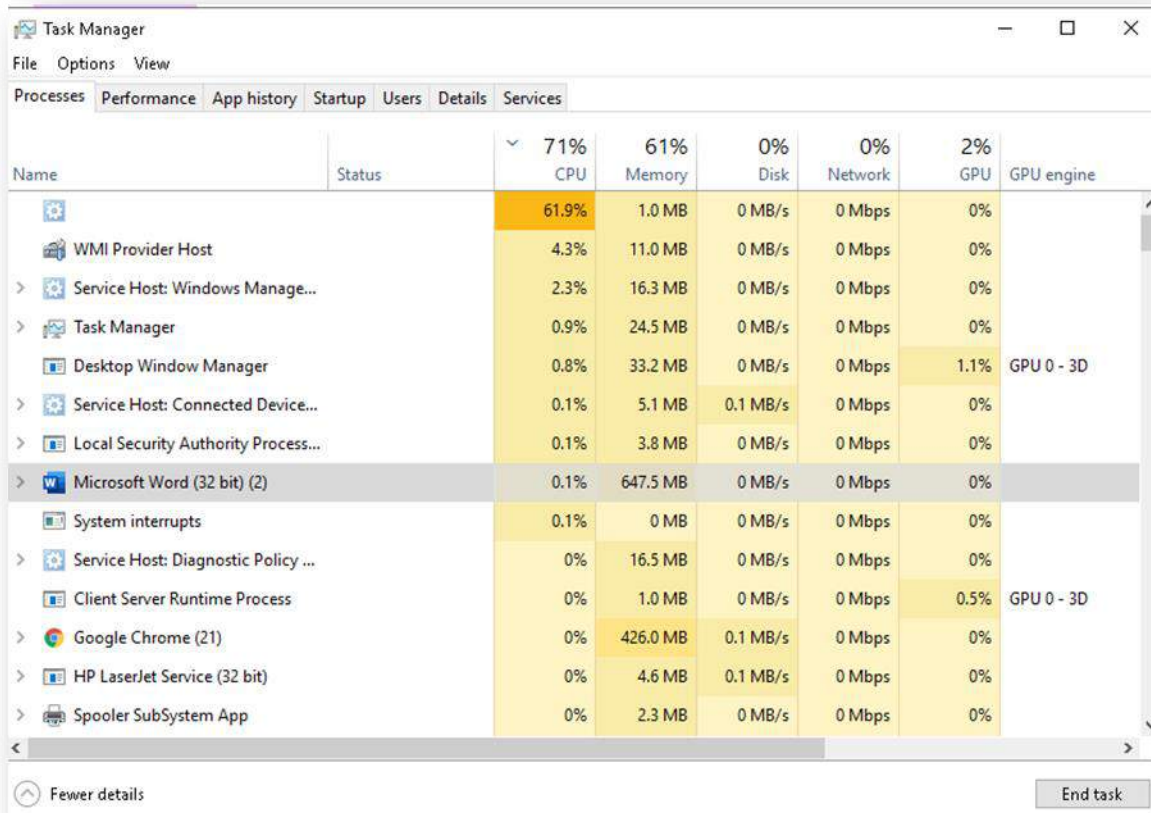 Task Manager
File Options View
Processes Performance App history Startup Users Details Services
71% 61% 0% 0% 2%
Name Status CPU Memory Disk Network GPU GPU engine
61.9% 1.0 MB 0 MB/s 0 Mbps 0%
WMI Provider Host 4.3% 11.0 MB 0 MB/s 0 Mbps 0%
Service Host: Windows Manage... 2.3% 16.3 MB 0 MB/s 0 Mbps 0%
Task Manager 0.9% 24.5 MB 0 MB/s 0 Mbps 0%
Desktop Window Manager 0.8% 33.2 MB 0 MB/s 0 Mbps 1.1% GPU 0 - 3D
Service Host: Connected Device... 0.1% 5.1 MB 0.1 MB/s 0 Mbps 0%
Local Security Authority Process... 0.1% 3.8 MB 0 MB/s 0 Mbps 0%
Microsoft Word (32 bit) (2) 0.1% 647.5 MB 0 MB/s 0 Mbps 0%
System interrupts 0.1% 0 MB 0 MB/s 0 Mbps 0%
Service Host: Diagnostic Policy ... 0% 16.5 MB 0 MB/s 0 Mbps 0%
Client Server Runtime Process 0% 1.0 MB 0 MB/s 0 Mbps 0.5% GPU 0 - 3D
Google Chrome (21) 0% 426.0 MB 0.1 MB/s 0 Mbps 0%
HP LaserJet Service (32 bit) 0% 4.6 MB 0.1 MB/s 0 Mbps 0%
Spooler SubSystem App 0% 2.3 MB 0 MB/s 0 Mbps 0%
Fewer details End task